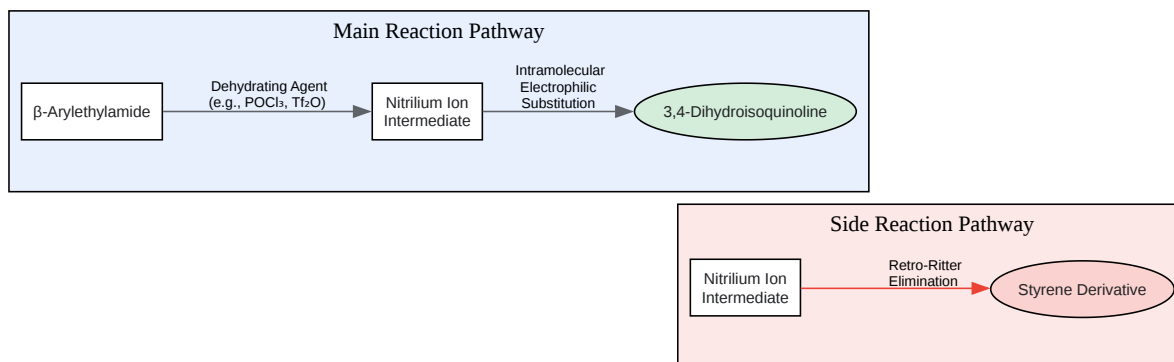 Main Reaction Pathway
β-Arylethylamide
Dehydrating Agent
(e.g., POCl₃, Tf₂O)
Nitrilium Ion
Intermediate
Intramolecular
Electrophilic
Substitution
3,4-Dihydroisoquinoline
Side Reaction Pathway
Nitrilium Ion
Intermediate
Retro-Ritter
Elimination
Styrene Derivative